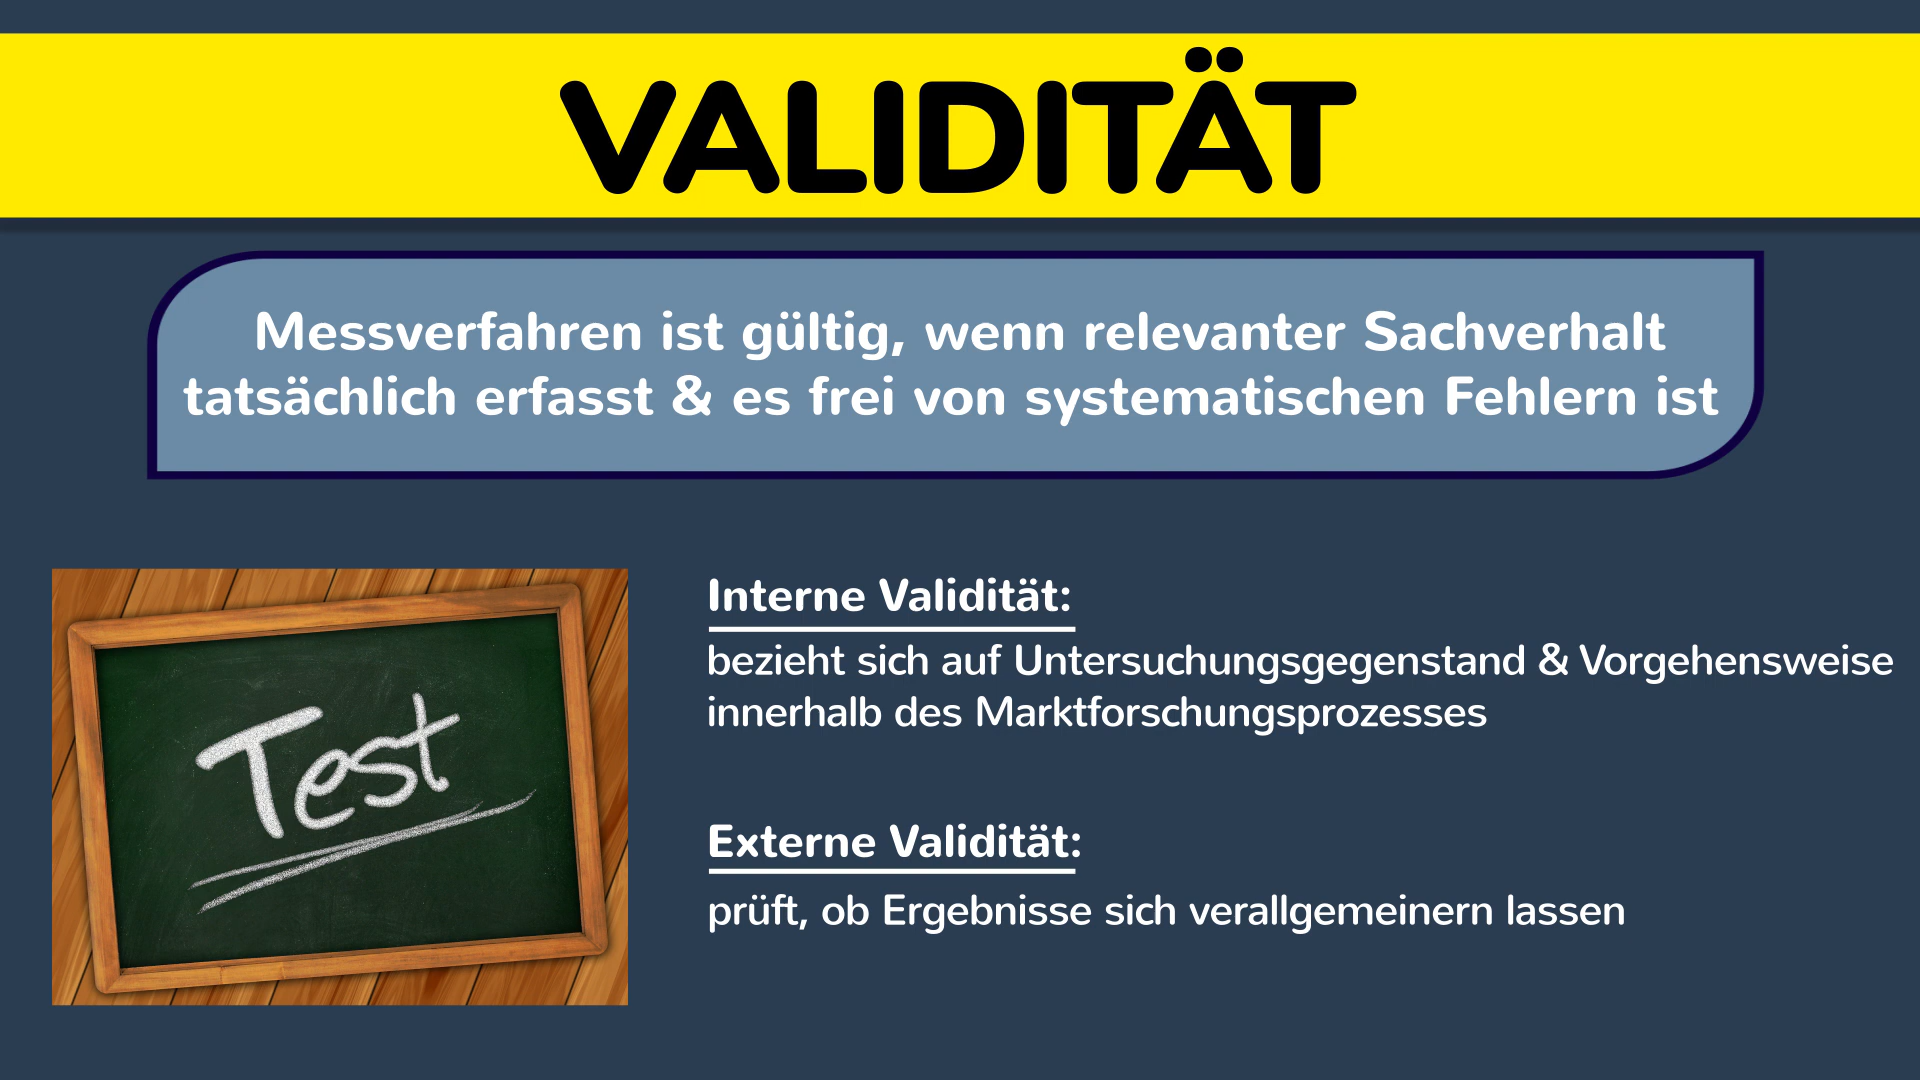 VALIDITÄT
Messverfahren ist gültig, wenn relevanter Sachverhalt
tatsächlich erfasst & es frei von systematischen Fehlern ist
Test
Interne Validität:
bezieht sich auf Untersuchungsgegenstand & Vorgehensweise
innerhalb des Marktforschungsprozesses
Externe Validität:
prüft, ob Ergebnisse sich verallgemeinern lassen